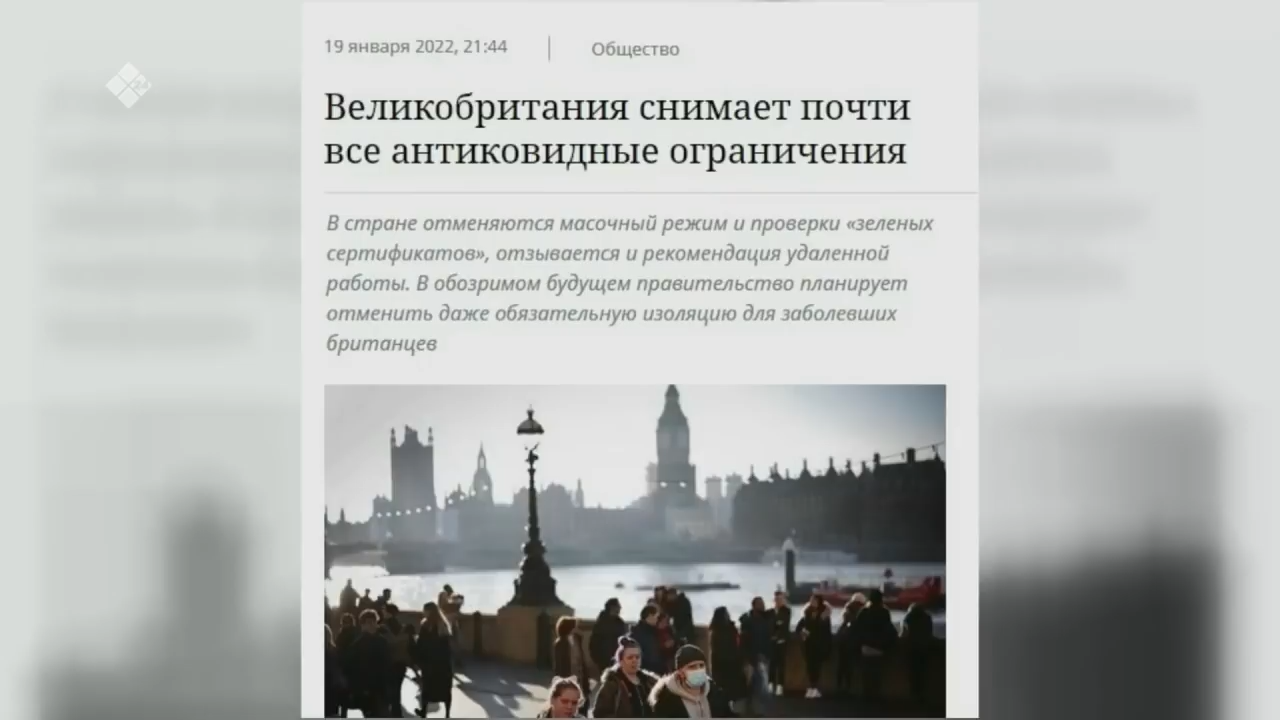 19 января 2022, 21:44 | Общество
Великобритания снимает почти
все антиковидные ограничения
В стране отменяются масочный режим и проверки «зеленых
сертификатов», отзывается и рекомендация удаленной
работы. В обозримом будущем правительство планирует
отменить даже обязательную изоляцию для заболевших
британцев